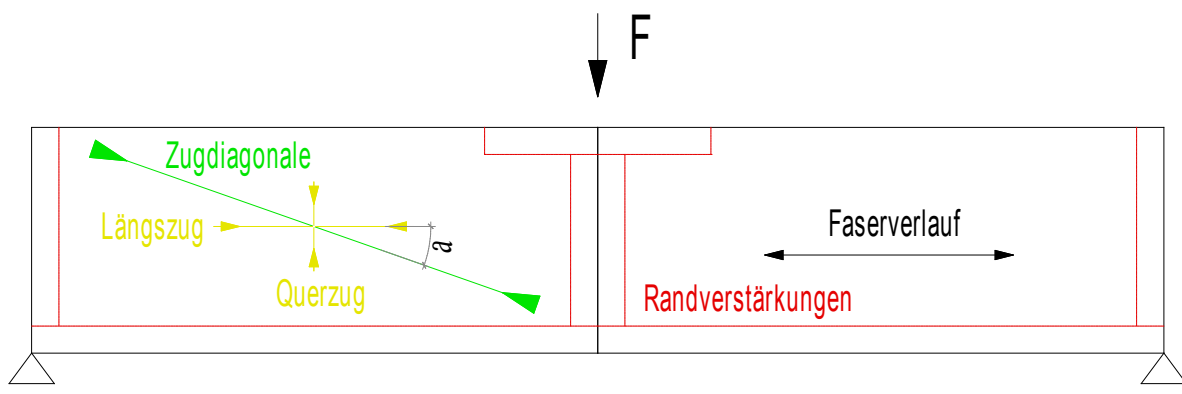 F
Zugdiagonale
Längszug
a
Faserverlauf
Querzug
Randverstärkungen